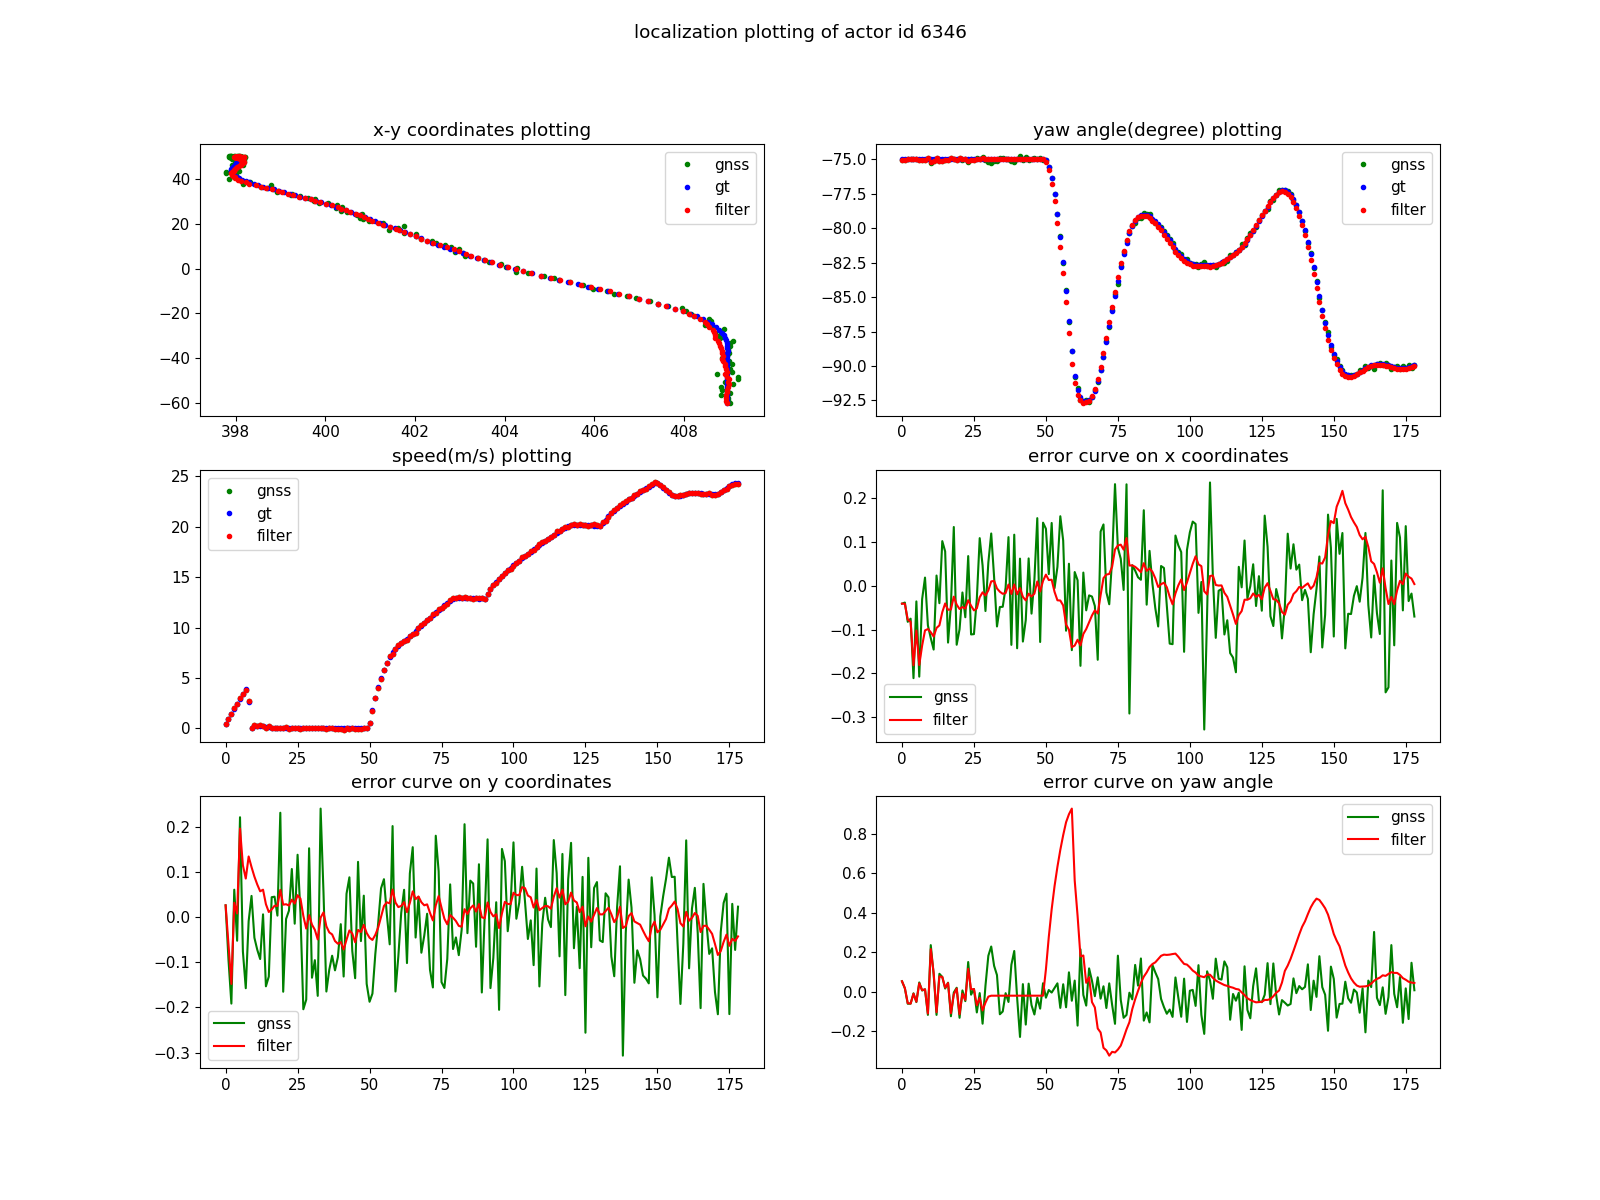 localization plotting of actor id 6346
x-y coordinates plotting
gnss
gt
filter
40
20
0
−20
−40
−60
398 400 402 404 406 408
yaw angle(degree) plotting
gnss
gt
filter
−75.0
−77.5
−80.0
−82.5
−85.0
−87.5
−90.0
−92.5
0 25 50 75 100 125 150 175
speed(m/s) plotting
gnss
gt
filter
25
20
15
10
5
0
0 25 50 75 100 125 150 175
error curve on x coordinates
0.2
0.1
0.0
−0.1
−0.2
−0.3
gnss
filter
0 25 50 75 100 125 150 175
error curve on y coordinates
0.2
0.1
0.0
−0.1
−0.2
−0.3
gnss
filter
0 25 50 75 100 125 150 175
error curve on yaw angle
gnss
filter
0.8
0.6
0.4
0.2
0.0
−0.2
0 25 50 75 100 125 150 175